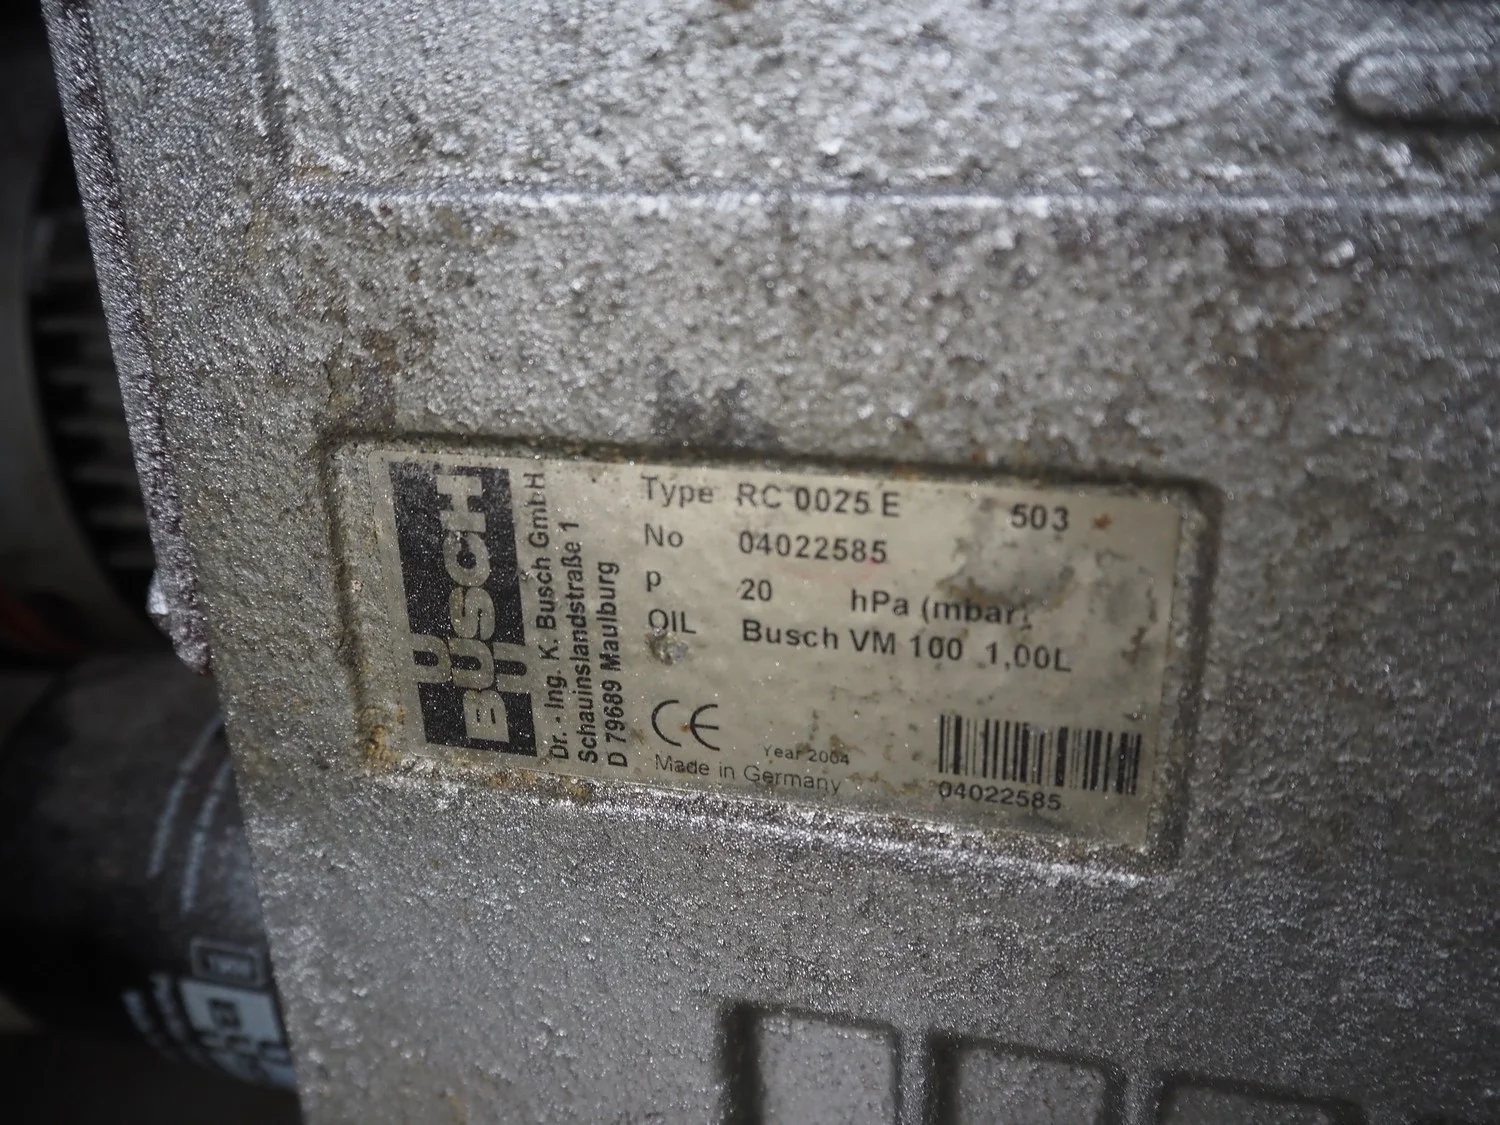 BUSCH
Dr. - Ing. K. Busch GmbH
Schauinslandstraße 1
D 79689 Maulburg
Type RC 0025 E 503
No 04022585
p 20 hPa (mbar)
OIL Busch VM 100 1,00L
CE Year 2004
Made in Germany
04022585